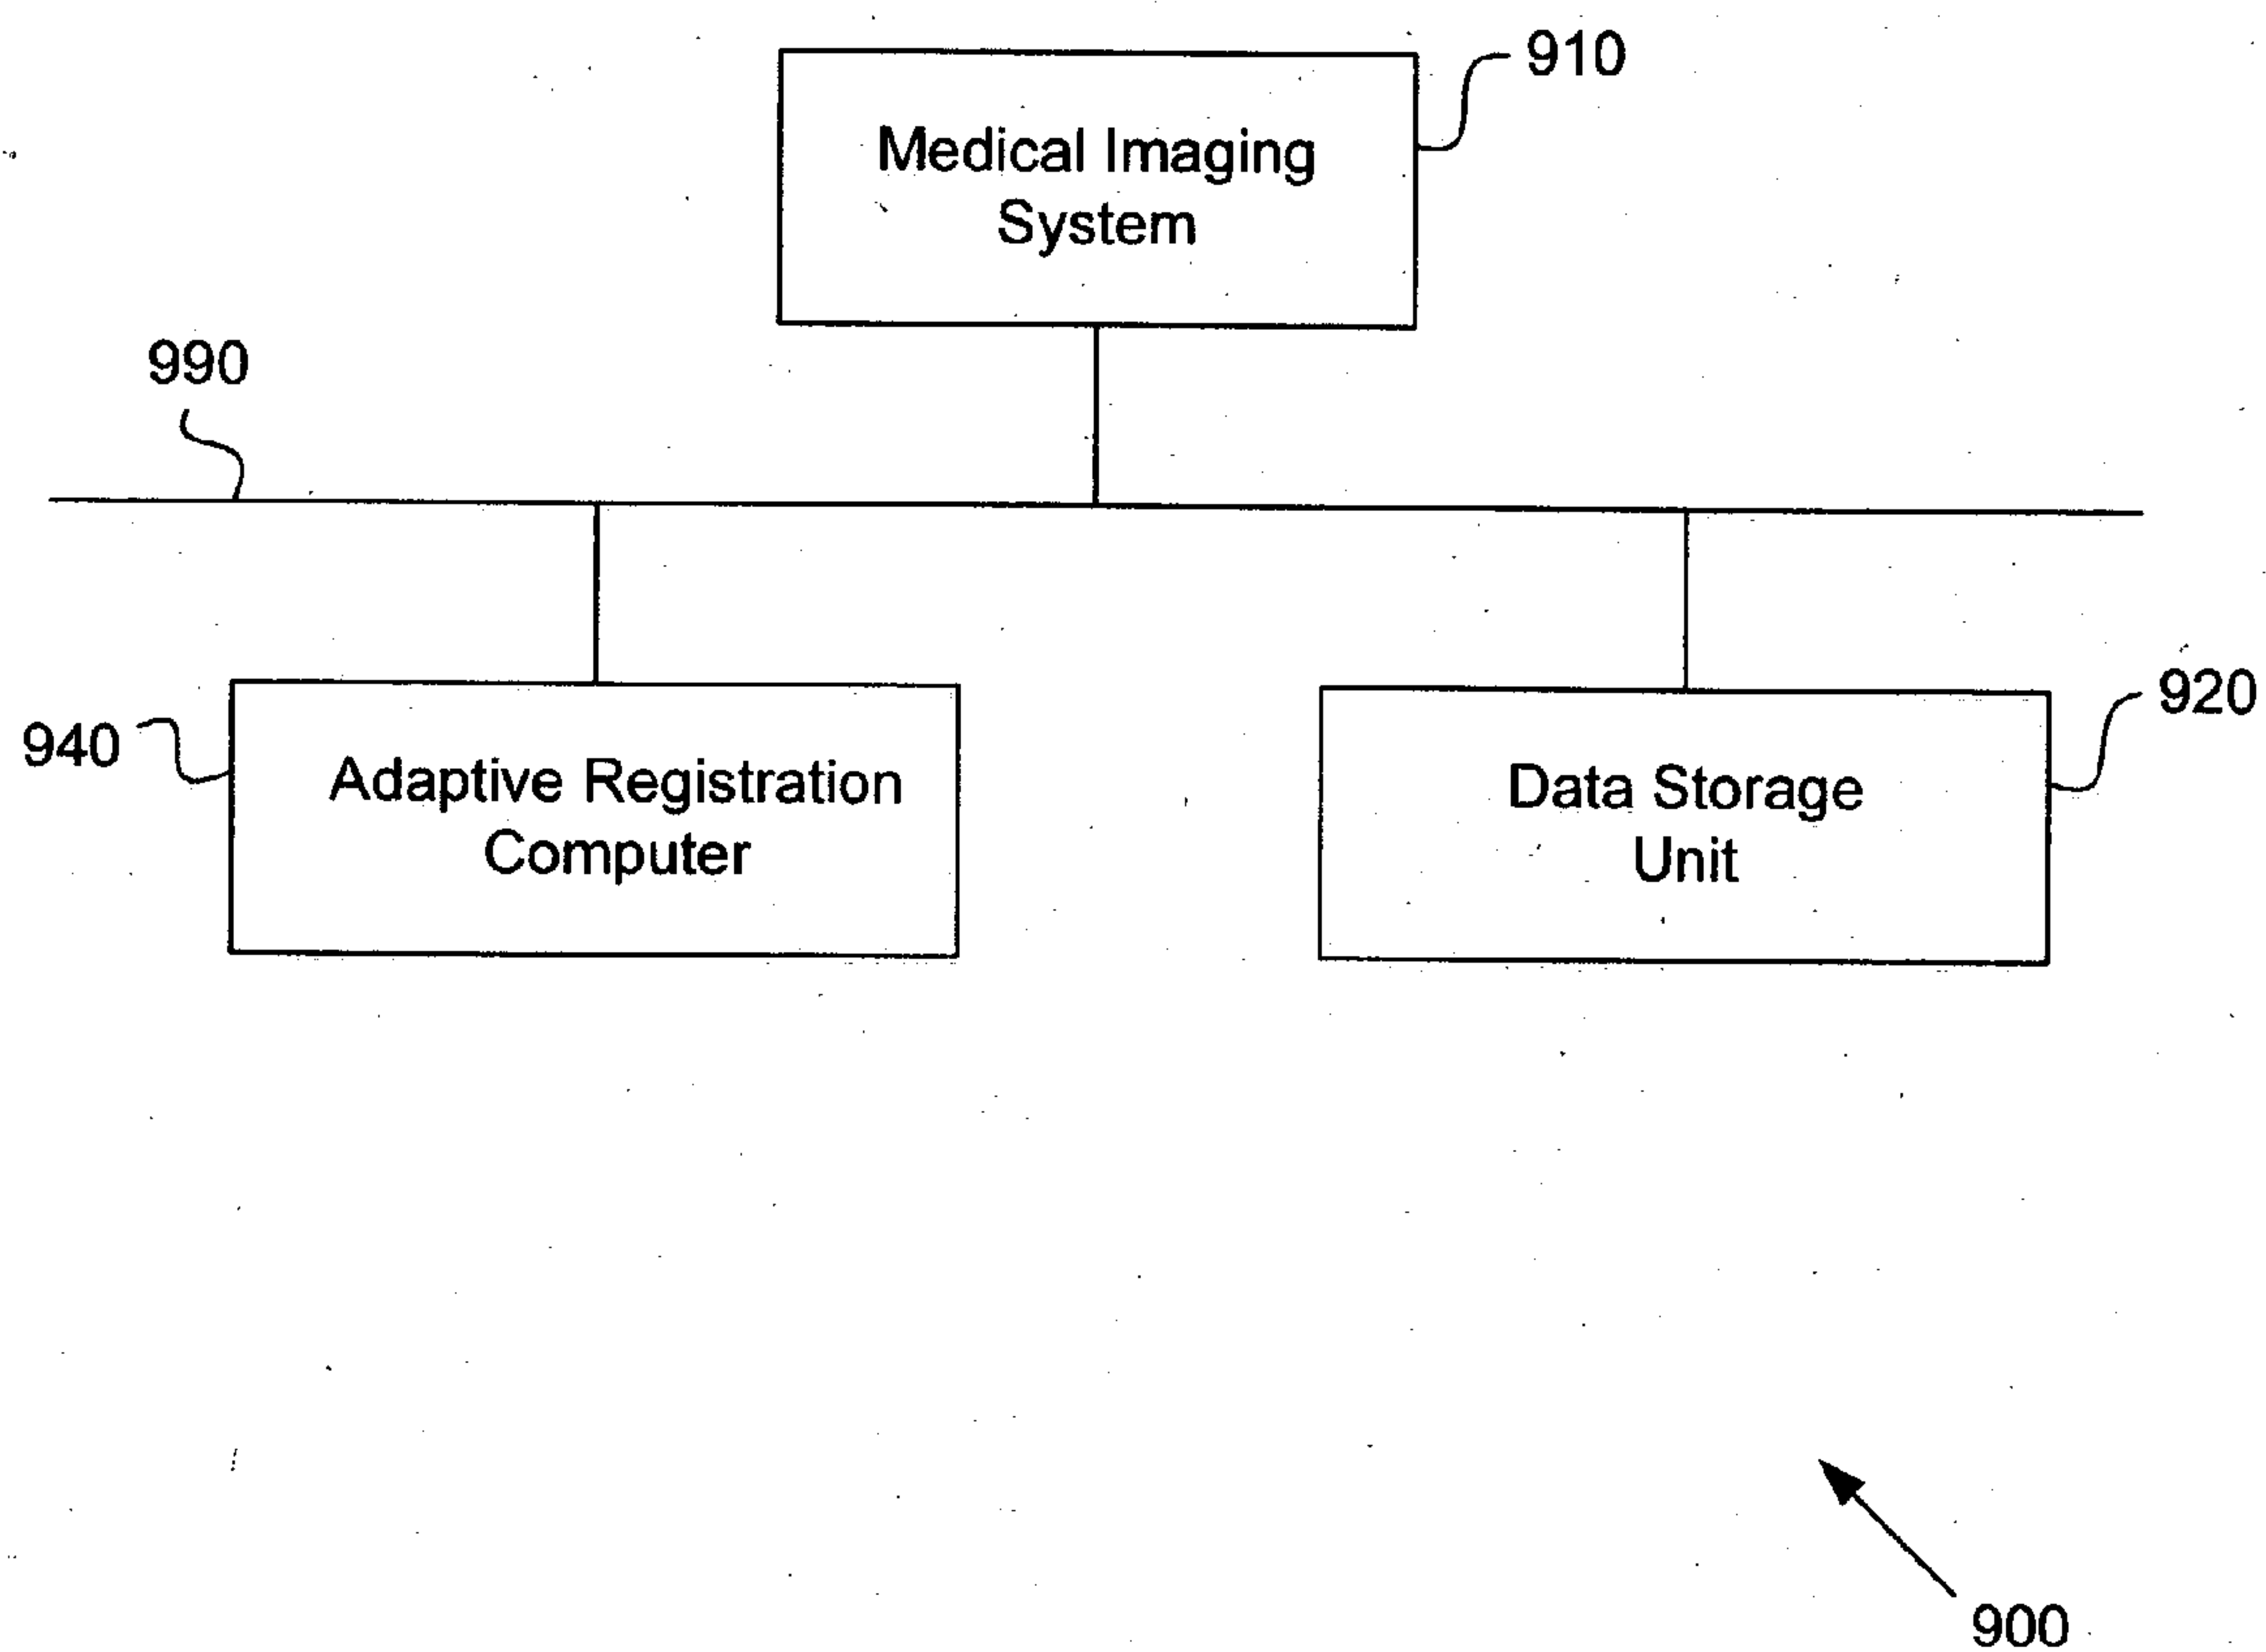 910
Medical Imaging
System
990
940
Adaptive Registration
Computer
920
Data Storage
Unit
900